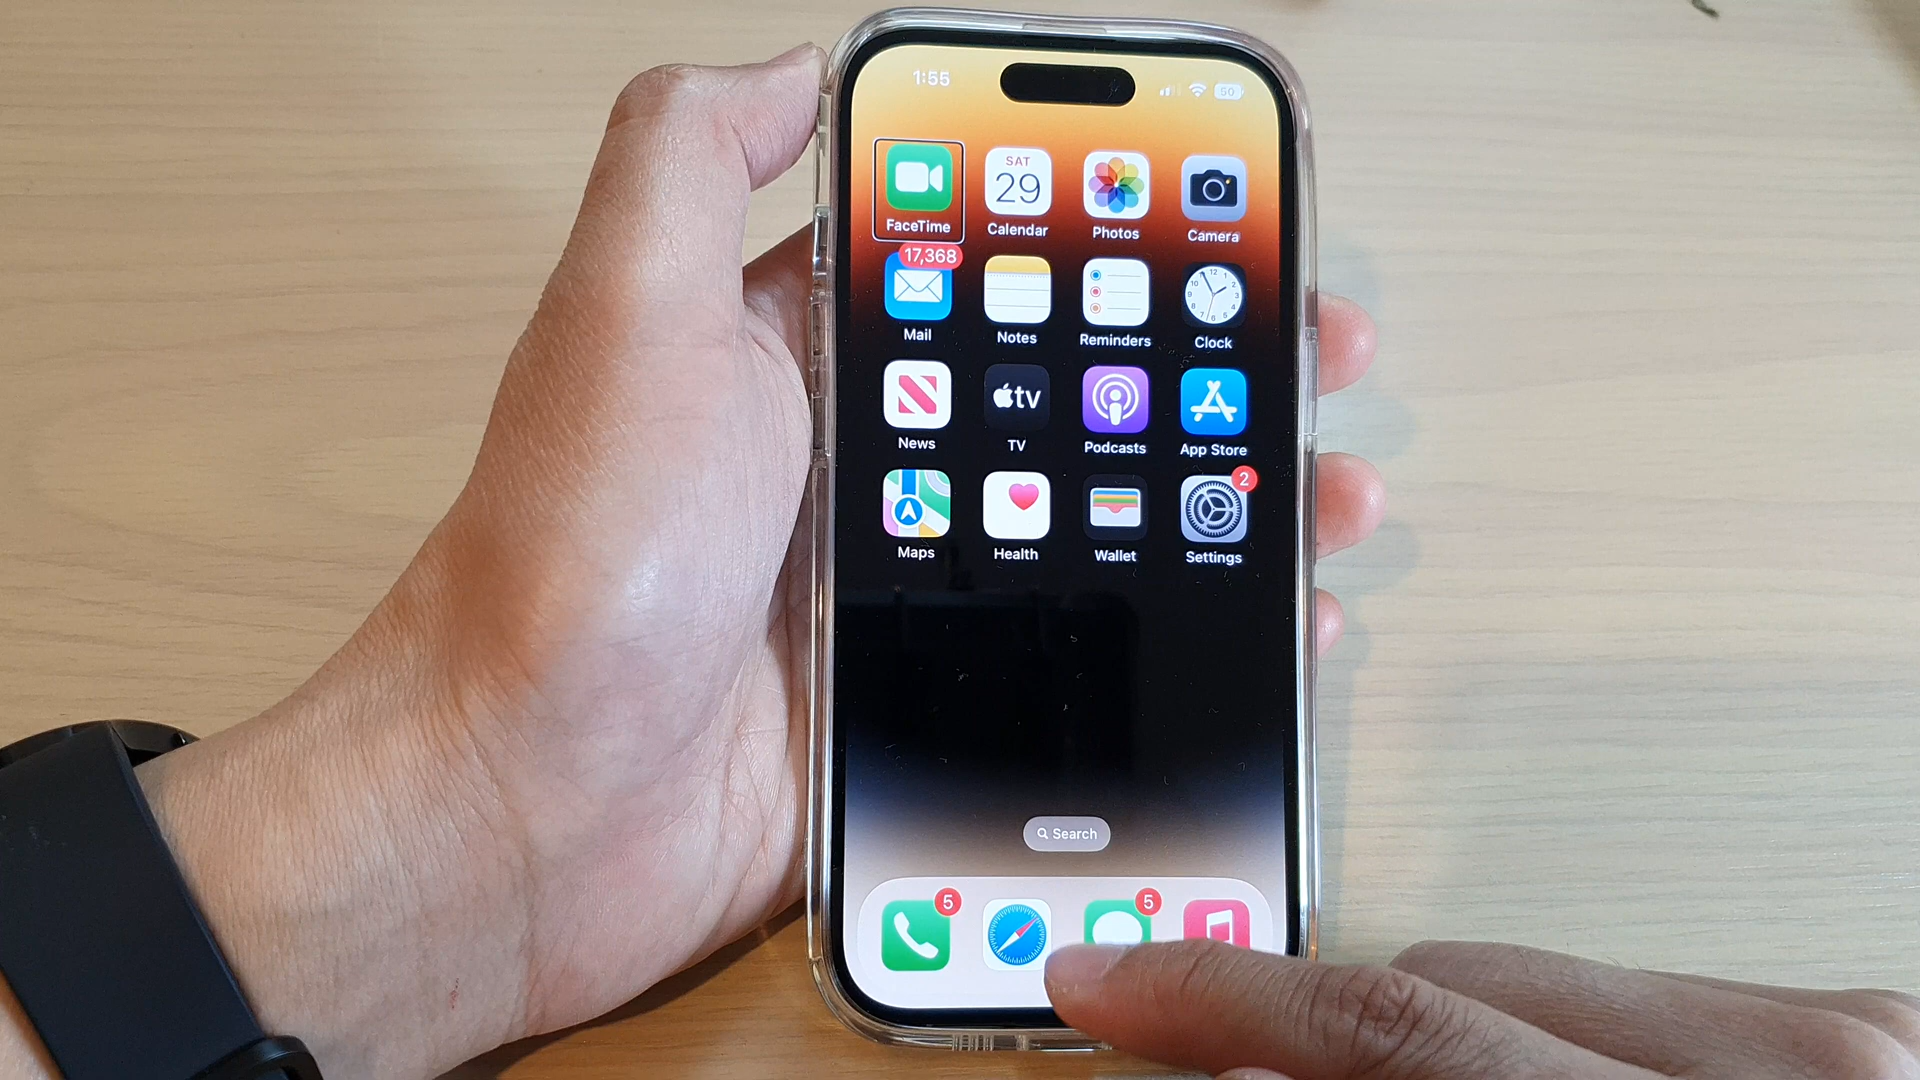 1:55
50
FaceTime
SAT
29
Calendar
Photos
Camera
17,368
Mail
Notes
Reminders
Clock
News
tv
TV
Podcasts
App Store
Maps
Health
Wallet
2
Settings
Search
5
5